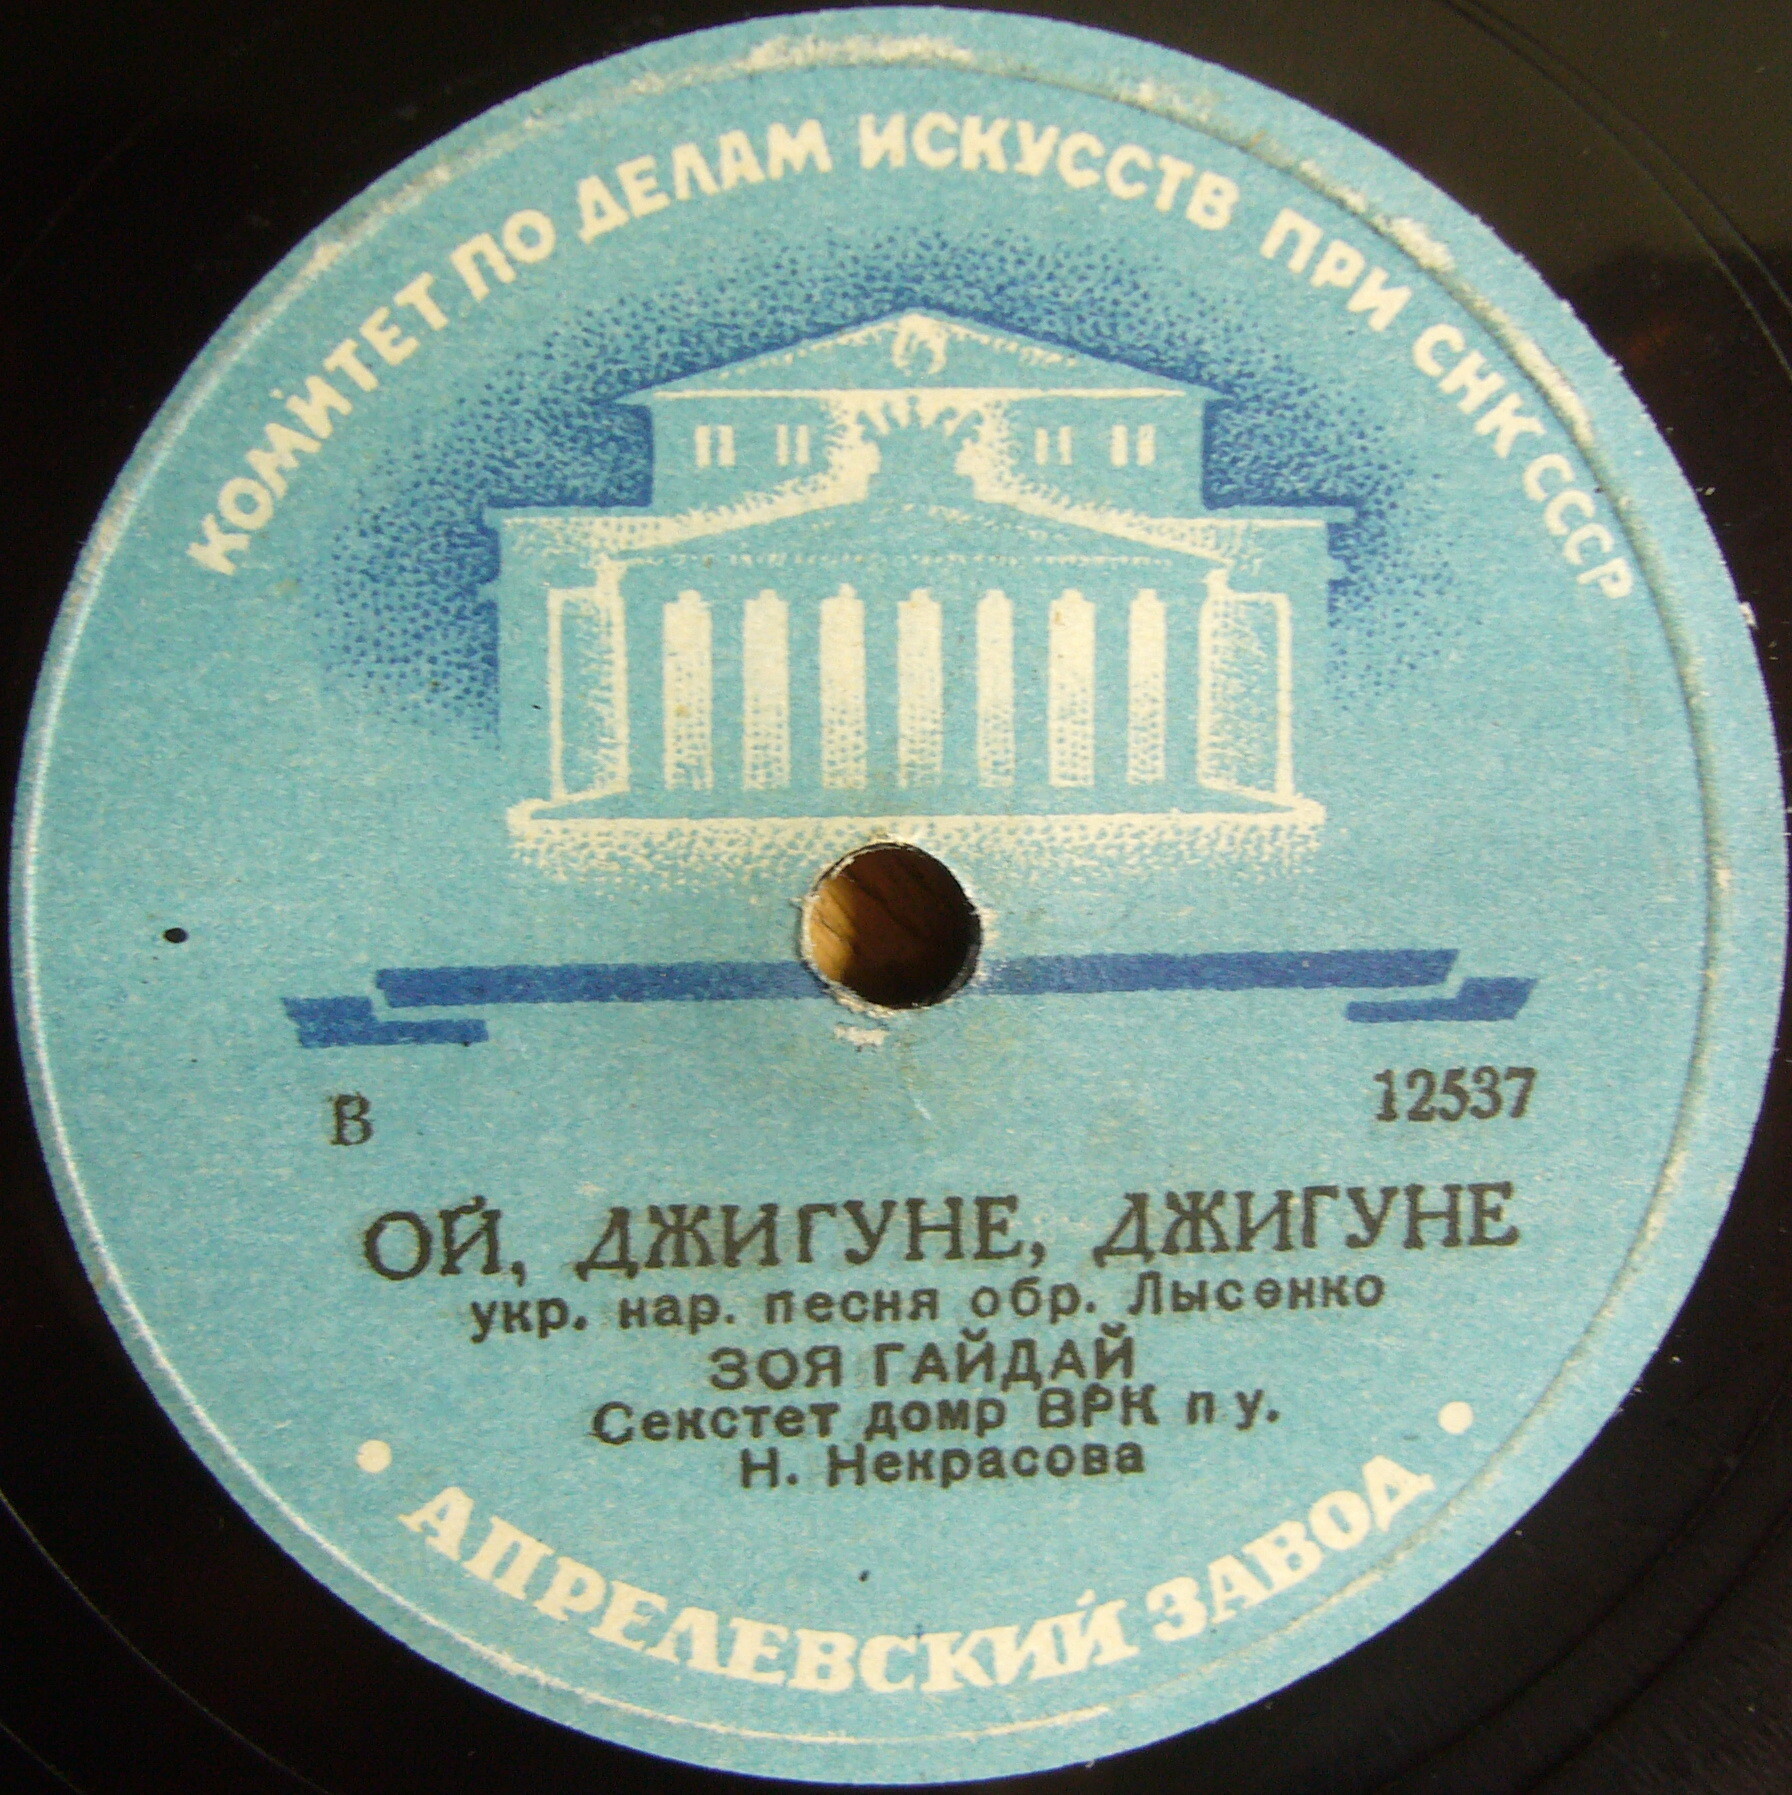 КОМИТЕТ ПО ДЕЛАМ ИСКУССТВ ПРИ СНК СССР
В 12537
ОЙ, ДЖИГУНЕ, ДЖИГУНЕ
укр. нар. песня обр. Лысенко
ЗОЯ ГАЙДАЙ
Секстет домр ВРК п у.
Н. Некрасова
• АПРЕЛЕВСКИЙ ЗАВОД •